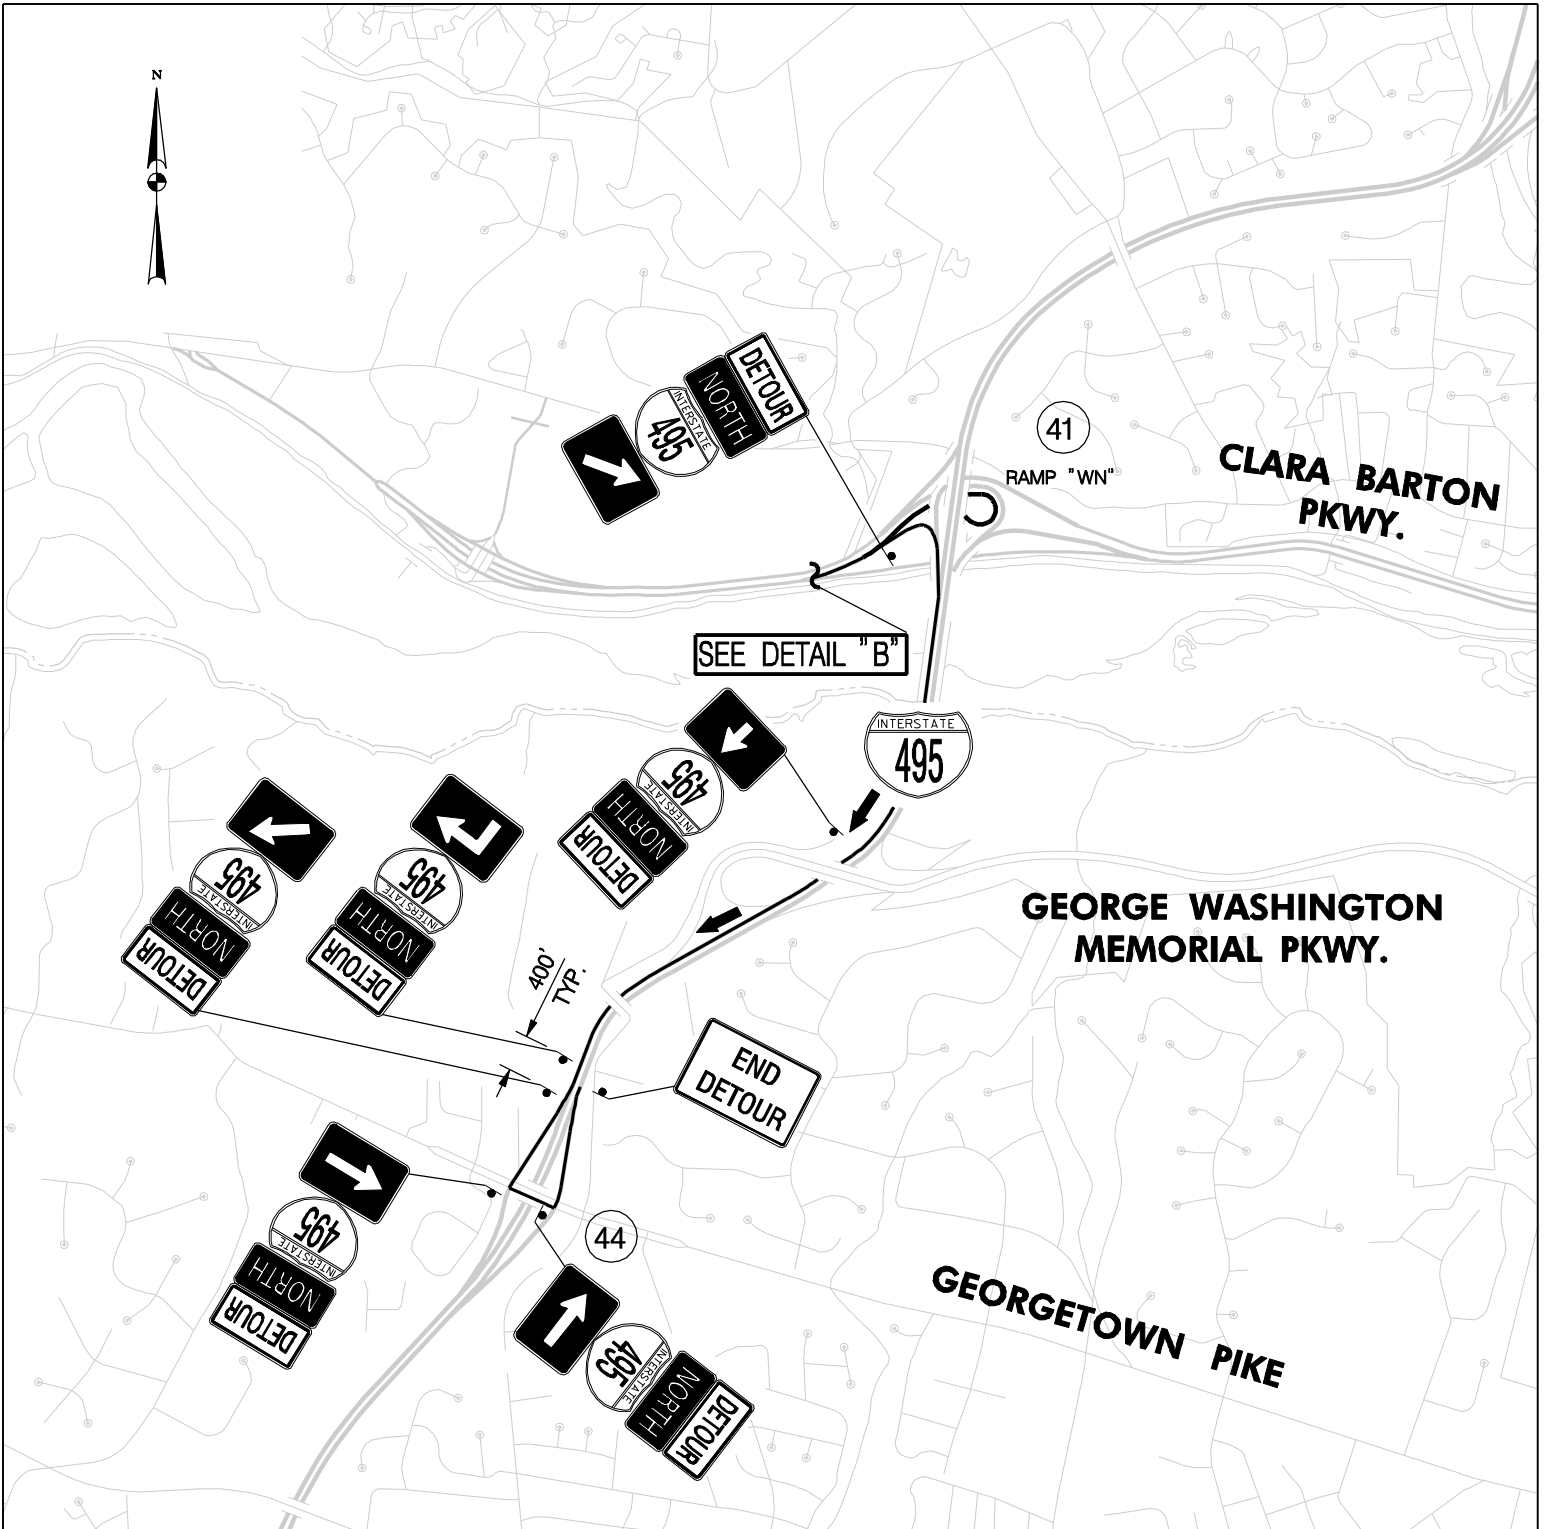 N
DETOUR
NORTH
INTERSTATE
495
41
RAMP "WN"
CLARA BARTON
PKWY.
SEE DETAIL "B"
INTERSTATE
495
495
INTERSTATE
NORTH
DETOUR
495
INTERSTATE
NORTH
DETOUR
495
INTERSTATE
NORTH
DETOUR
GEORGE WASHINGTON
MEMORIAL PKWY.
400'
TYP.
END
DETOUR
495
INTERSTATE
NORTH
DETOUR
44
GEORGETOWN PIKE
495
INTERSTATE
NORTH
DETOUR